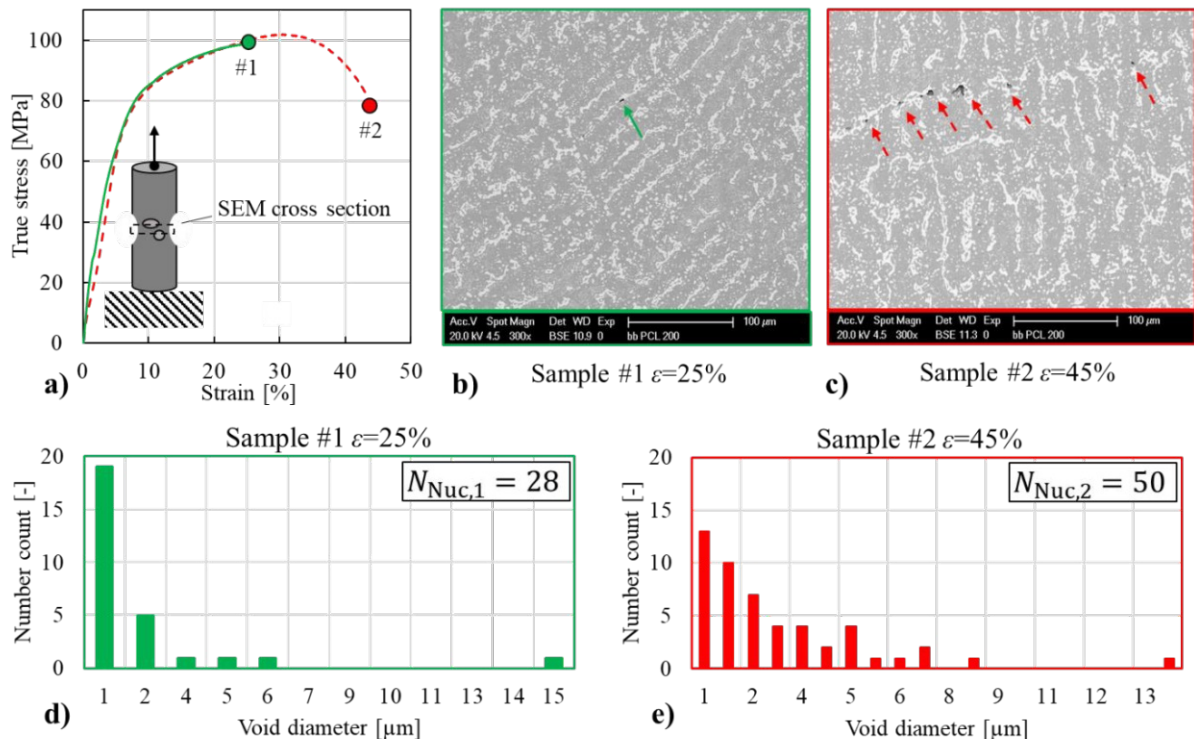 True stress [MPa]
120
100
80
60
40
20
0
#1
#2
SEM cross section
0 10 20 30 40 50
Strain [%]
a)
Acc.V Spot Magn Det WD Exp 100 µm
20.0 kV 4.5 300x BSE 10.9 0 bb PCL 200
b)
Sample #1 ε=25%
Acc.V Spot Magn Det WD Exp 100 µm
20.0 kV 4.5 300x BSE 11.3 0 bb PCL 200
c)
Sample #2 ε=45%
Sample #1 ε=25%
Number count [-]
20
15
10
5
0
N_Nuc,1 = 28
1 2 4 5 6 7 9 10 11 12 14 15
Void diameter [µm]
d)
Sample #2 ε=45%
Number count [-]
20
15
10
5
0
N_Nuc,2 = 50
1 2 4 5 6 8 9 11 12 13
Void diameter [µm]
e)